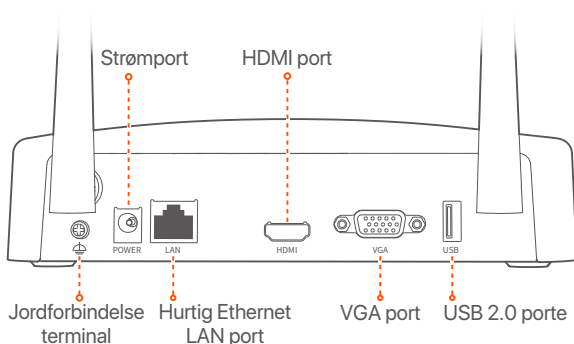 Strømport
HDMI port
POWER
LAN
HDMI
VGA
USB
Jordforbindelse
terminal
Hurtig Ethernet
LAN port
VGA port
USB 2.0 porte